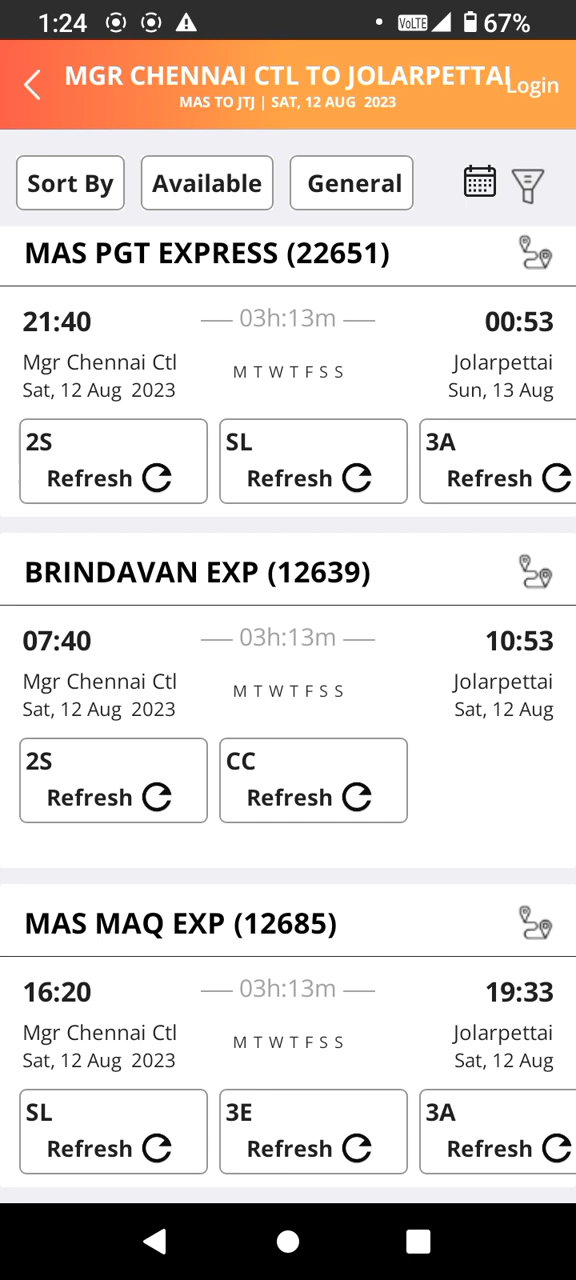 1:24 VoLTE 67%
MGR CHENNAI CTL TO JOLARPETTAI
Login
MAS TO JTJ | SAT, 12 AUG 2023
Sort By Available General
MAS PGT EXPRESS (22651)
21:40 03h:13m 00:53
Mgr Chennai Ctl M T W T F S S Jolarpettai
Sat, 12 Aug 2023 Sun, 13 Aug
2S SL 3A
Refresh Refresh Refresh
BRINDAVAN EXP (12639)
07:40 03h:13m 10:53
Mgr Chennai Ctl M T W T F S S Jolarpettai
Sat, 12 Aug 2023 Sat, 12 Aug
2S CC
Refresh Refresh
MAS MAQ EXP (12685)
16:20 03h:13m 19:33
Mgr Chennai Ctl M T W T F S S Jolarpettai
Sat, 12 Aug 2023 Sat, 12 Aug
SL 3E 3A
Refresh Refresh Refresh